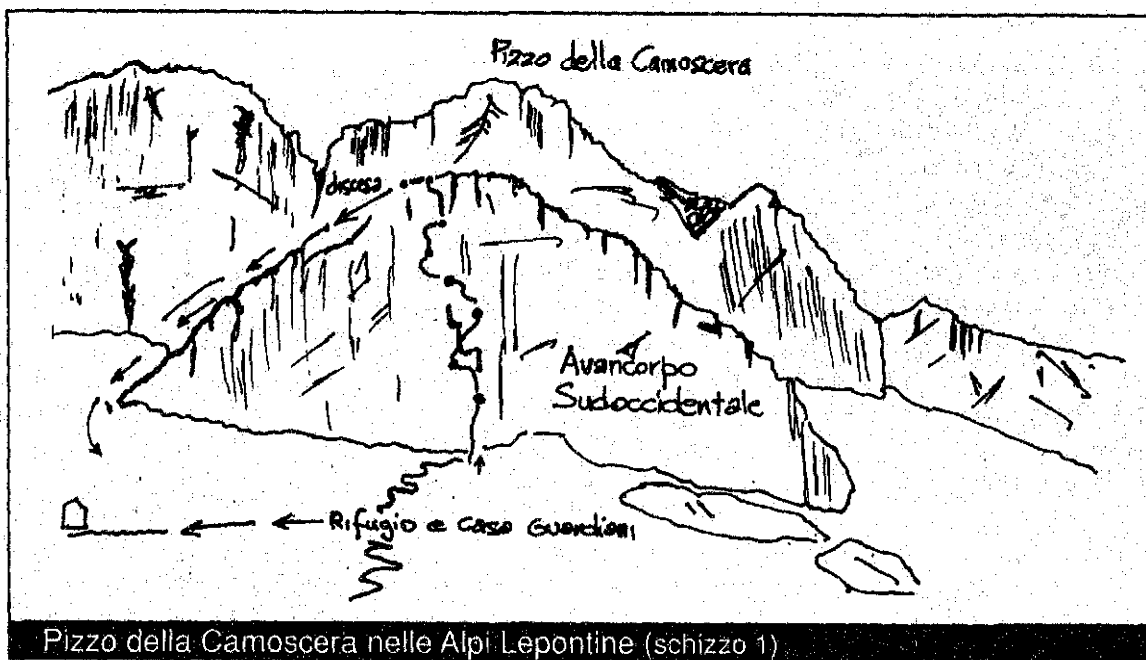 Pizzo della Camoscera
discesa
Avancorpo
Sudoccidentale
Rifugio e Casa Guardiani
Pizzo della Camoscera nelle Alpi Lepontine (schizzo 1)